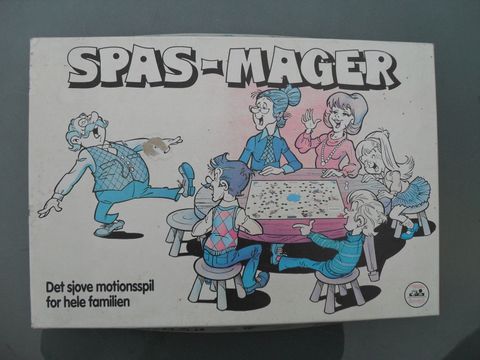 SPAS-MAGER
Det sjove motionsspil
for hele familien